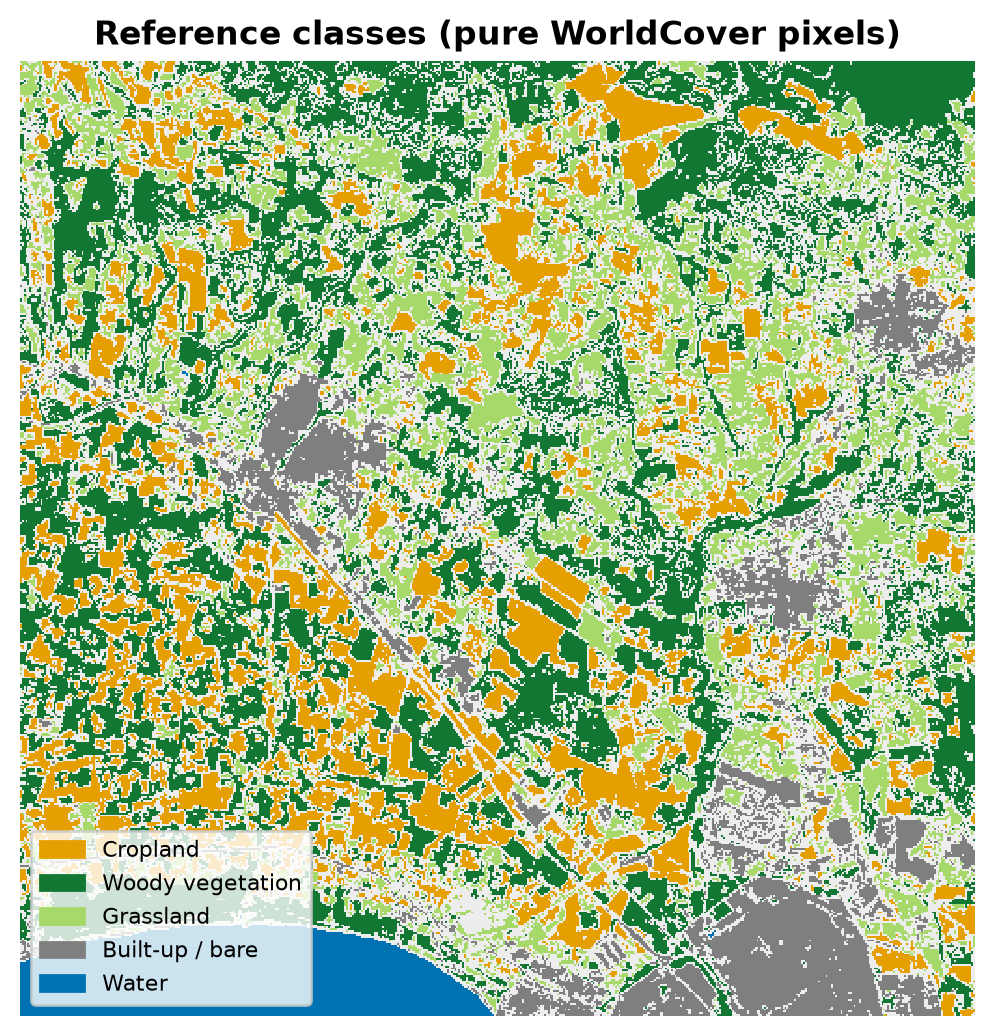 Reference classes (pure WorldCover pixels)
Cropland
Woody vegetation
Grassland
Built-up / bare
Water